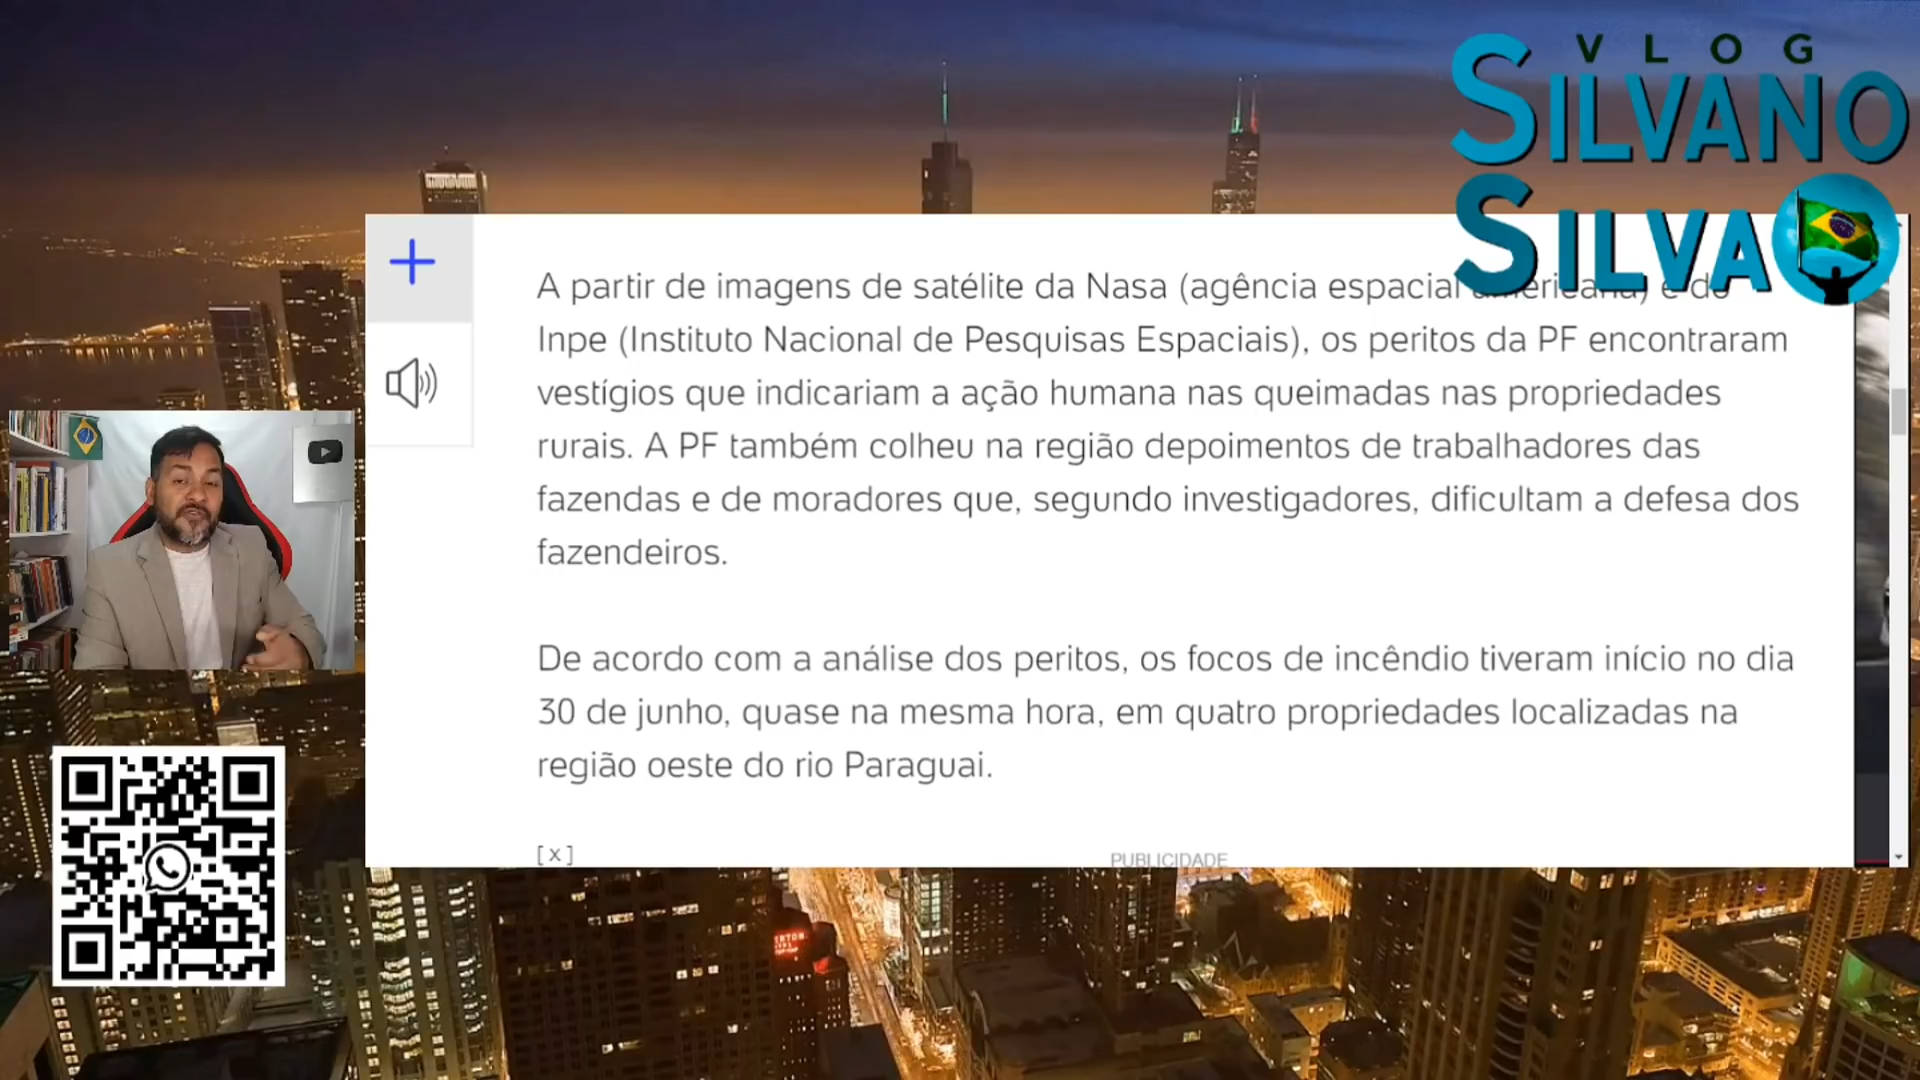 VLOG
SILVANO
SILVA
A partir de imagens de satélite da Nasa (agência espacial americana) e do
Inpe (Instituto Nacional de Pesquisas Espaciais), os peritos da PF encontraram
vestígios que indicariam a ação humana nas queimadas nas propriedades
rurais. A PF também colheu na região depoimentos de trabalhadores das
fazendas e de moradores que, segundo investigadores, dificultam a defesa dos
fazendeiros.
De acordo com a análise dos peritos, os focos de incêndio tiveram início no dia
30 de junho, quase na mesma hora, em quatro propriedades localizadas na
região oeste do rio Paraguai.
[x]
PUBLICIDADE